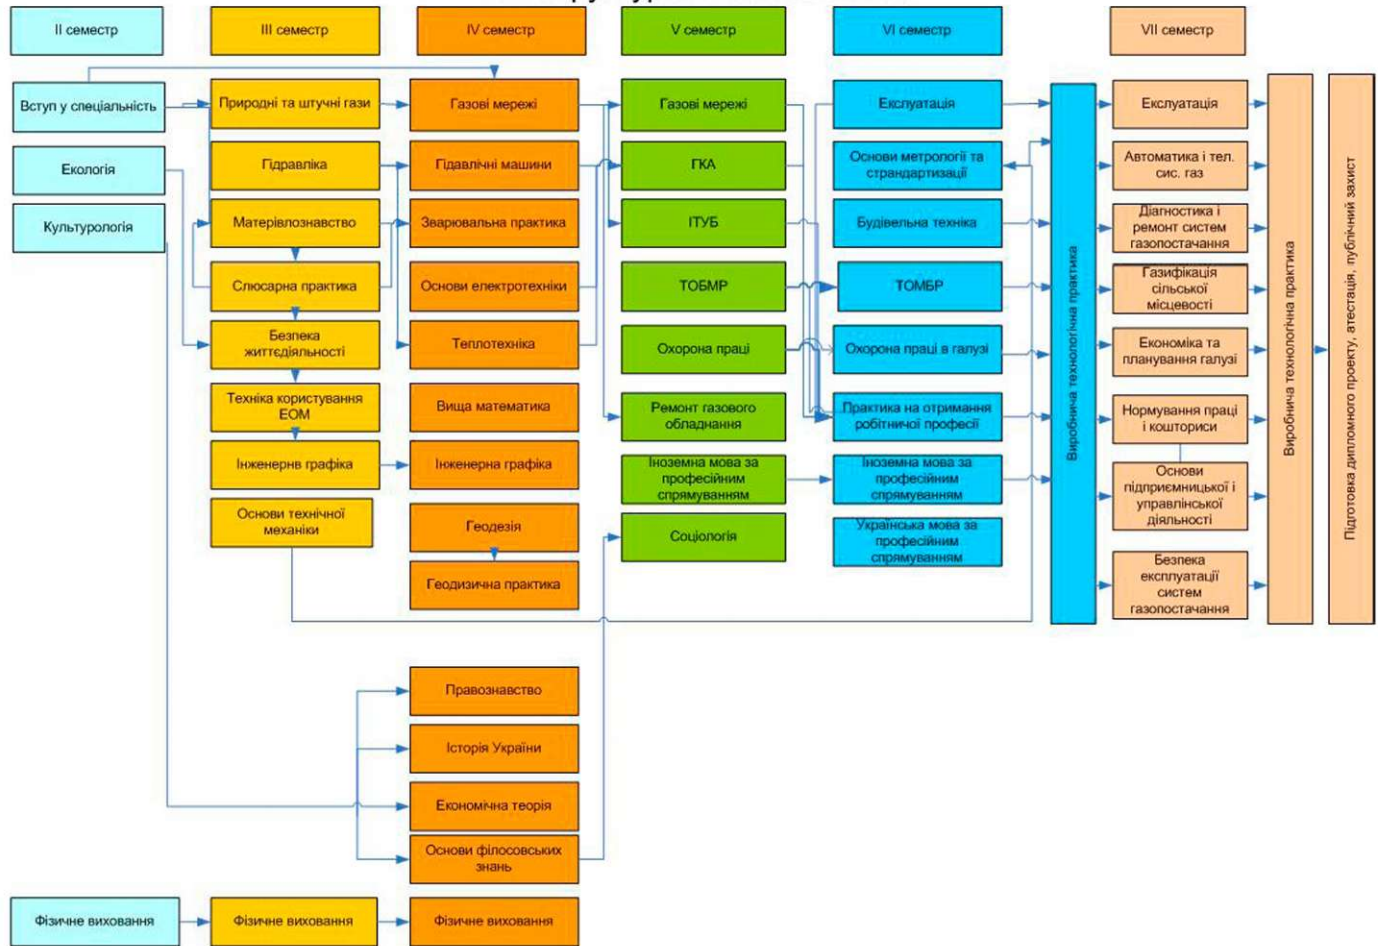 II семестр
III семестр
IV семестр
V семестр
VI семестр
VII семестр
Вступ у спеціальність
Екологія
Культурологія
Фізичне виховання
Природні та штучні гази
Гідравліка
Матерівлознавство
Слюсарна практика
Безпека
життєдіяльності
Техніка користування
ЕОМ
Інженернв графіка
Основи технічної
механіки
Фізичне виховання
Газові мережі
Гідавлічні машини
Зварювальна практика
Основи електротехніки
Теплотехніка
Вища математика
Інженерна графіка
Геодезія
Геодизична практика
Правознавство
Історія України
Економічна теорія
Основи філосовських
знань
Фізичне виховання
Газові мережі
ГКА
ІТУБ
ТОБМР
Охорона праці
Ремонт газового
обладнання
Іноземна мова за
професійним
спрямуванням
Соціологія
Екслуатація
Основи метрології та
страндартизації
Будівельна техніка
ТОМБР
Охорона праці в галузі
Практика на отримання
робітничої професії
Іноземна мова за
професійним
спрямуванням
Українська мова за
професійним
спрямуванням
Виробнича технологічна практика
Екслуатація
Автоматика і тел.
сис. газ
Діагностика і
ремонт систем
газопостачання
Газифікація
сільської
місцевості
Економіка та
планування галузі
Нормування праці
і кошториси
Основи
підприємницької і
управлінської
діяльності
Безпека
експлуатації
систем
газопостачання
Виробнича технологічна практика
Підготовка дипломного проекту, атестація, публічний захист